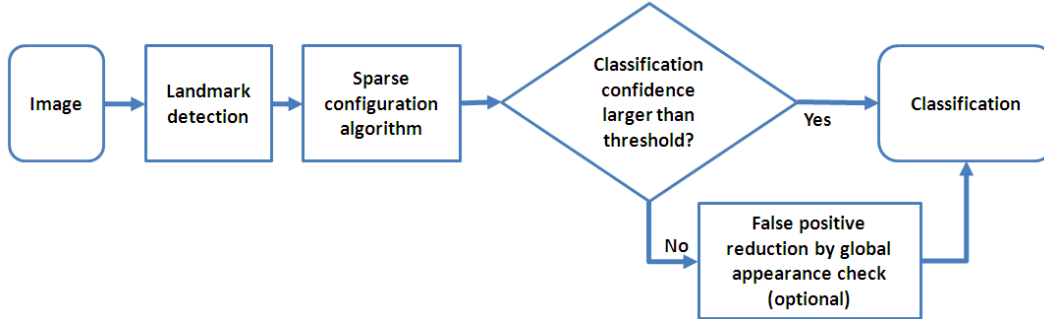 Image
Landmark
detection
Sparse
configuration
algorithm
Classification
confidence
larger than
threshold?
Yes
Classification
No
False positive
reduction by global
appearance check
(optional)